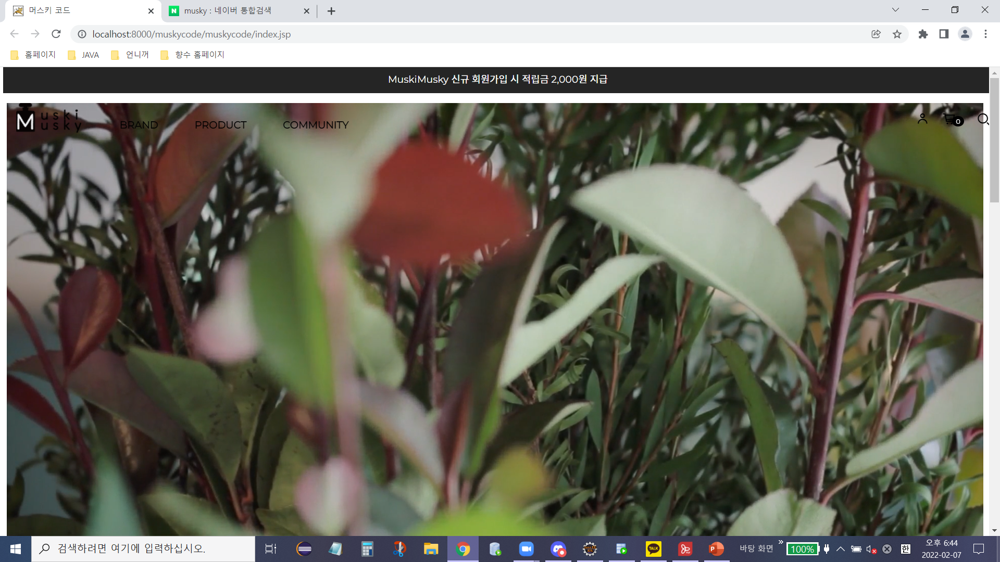 머스키 코드
musky : 네이버 통합검색
localhost:8000/muskycode/muskycode/index.jsp
홈페이지 JAVA 언니꺼 향수 홈페이지
MuskiMusky 신규 회원가입 시 적립금 2,000원 지급
Muski
Musky
BRAND PRODUCT COMMUNITY
0
검색하려면 여기에 입력하십시오.
TALK
바탕 화면
100%
한
오후 6:44
2022-02-07